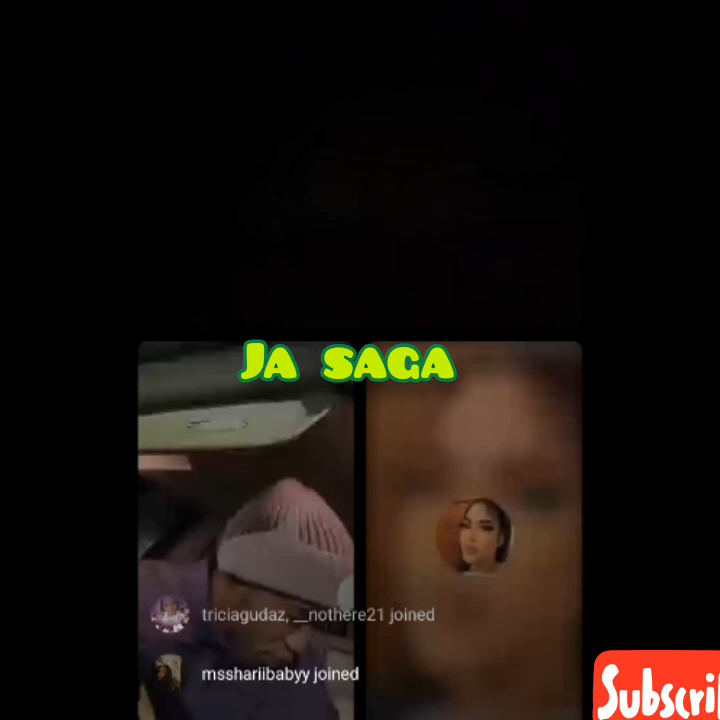 JA SAGA
triciagudaz, __nothere21 joined
msshariibabyy joined
Subscri